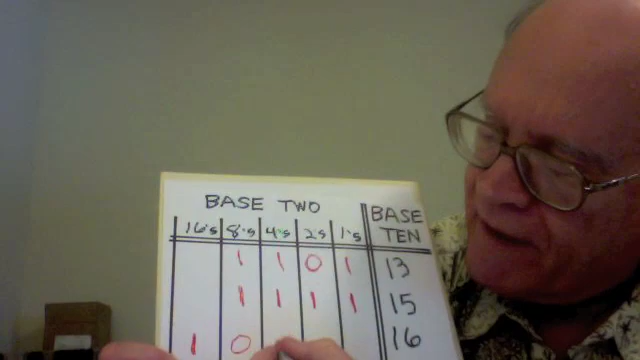 BASE TWO
BASE TEN
16's 8's 4's 2s 1's
1 1 0 1 13
1 1 1 1 15
1 0 16